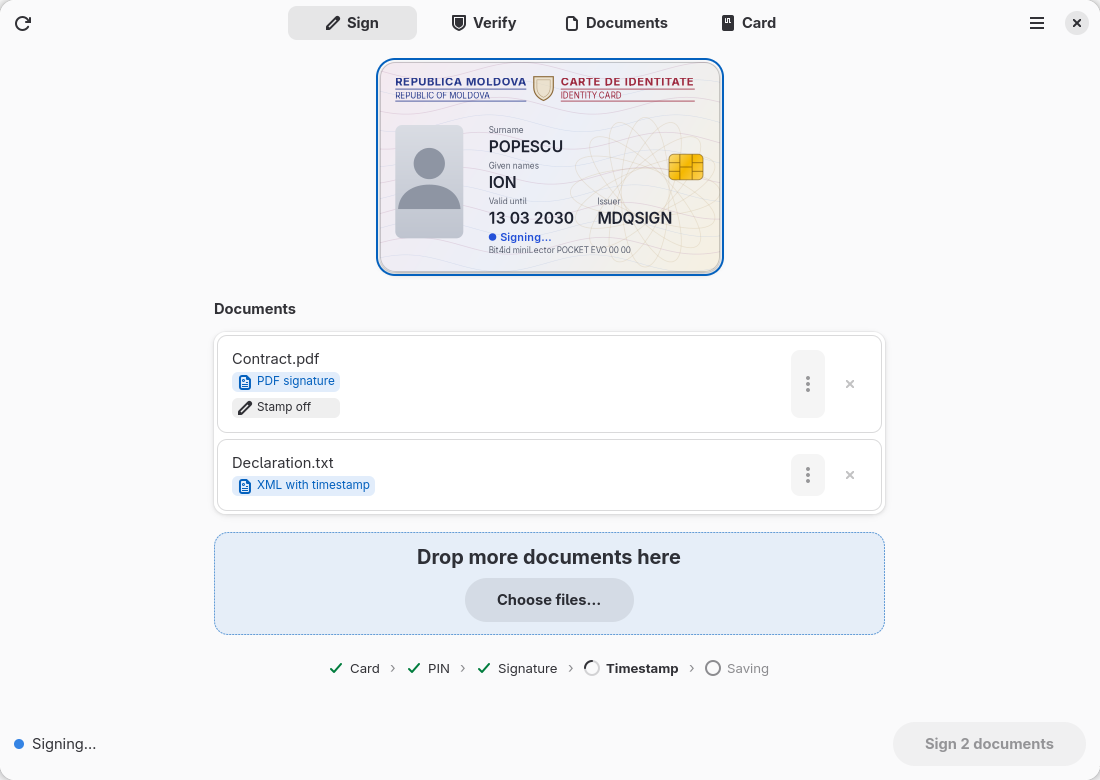 Sign
Verify
Documents
Card
REPUBLICA MOLDOVA
REPUBLIC OF MOLDOVA
CARTE DE IDENTITATE
IDENTITY CARD
Surname
POPESCU
Given names
ION
Valid until
13 03 2030
Issuer
MDQSIGN
Signing...
Bit4id miniLector POCKET EVO 00 00
Documents
Contract.pdf
PDF signature
Stamp off
Declaration.txt
XML with timestamp
Drop more documents here
Choose files...
Card › PIN › Signature › Timestamp › Saving
Signing...
Sign 2 documents